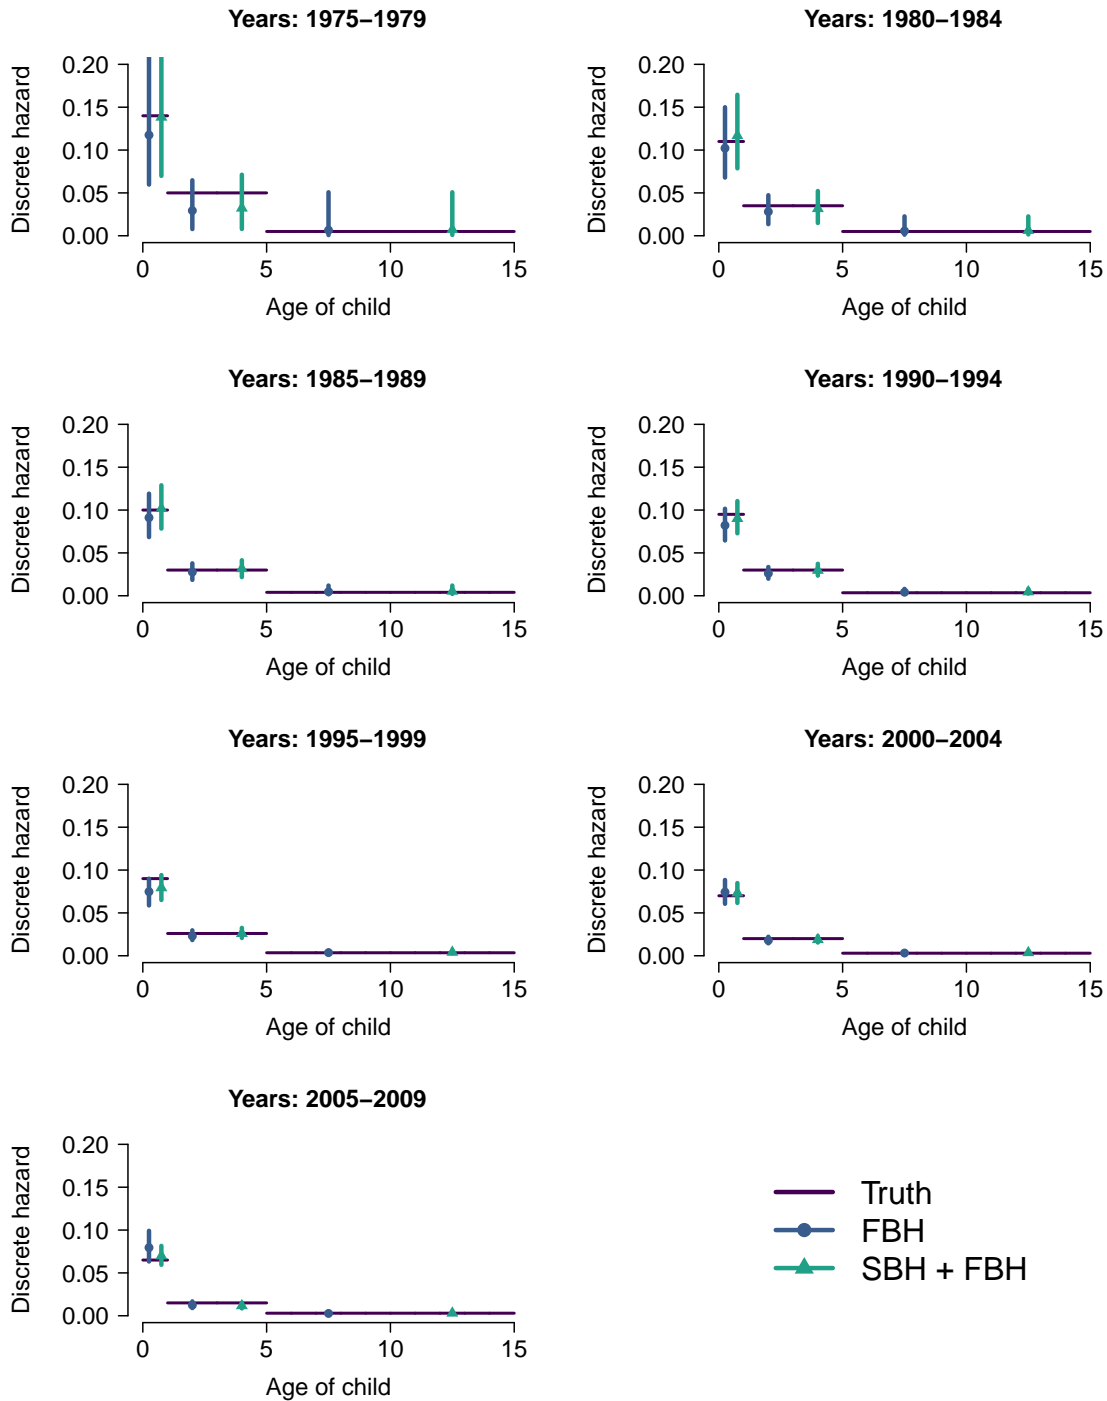 Years: 1975−1979
Discrete hazard
0.20
0.15
0.10
0.05
0.00
0 5 10 15
Age of child
Years: 1980−1984
Discrete hazard
0.20
0.15
0.10
0.05
0.00
0 5 10 15
Age of child
Years: 1985−1989
Discrete hazard
0.20
0.15
0.10
0.05
0.00
0 5 10 15
Age of child
Years: 1990−1994
Discrete hazard
0.20
0.15
0.10
0.05
0.00
0 5 10 15
Age of child
Years: 1995−1999
Discrete hazard
0.20
0.15
0.10
0.05
0.00
0 5 10 15
Age of child
Years: 2000−2004
Discrete hazard
0.20
0.15
0.10
0.05
0.00
0 5 10 15
Age of child
Years: 2005−2009
Discrete hazard
0.20
0.15
0.10
0.05
0.00
0 5 10 15
Age of child
Truth
FBH
SBH + FBH